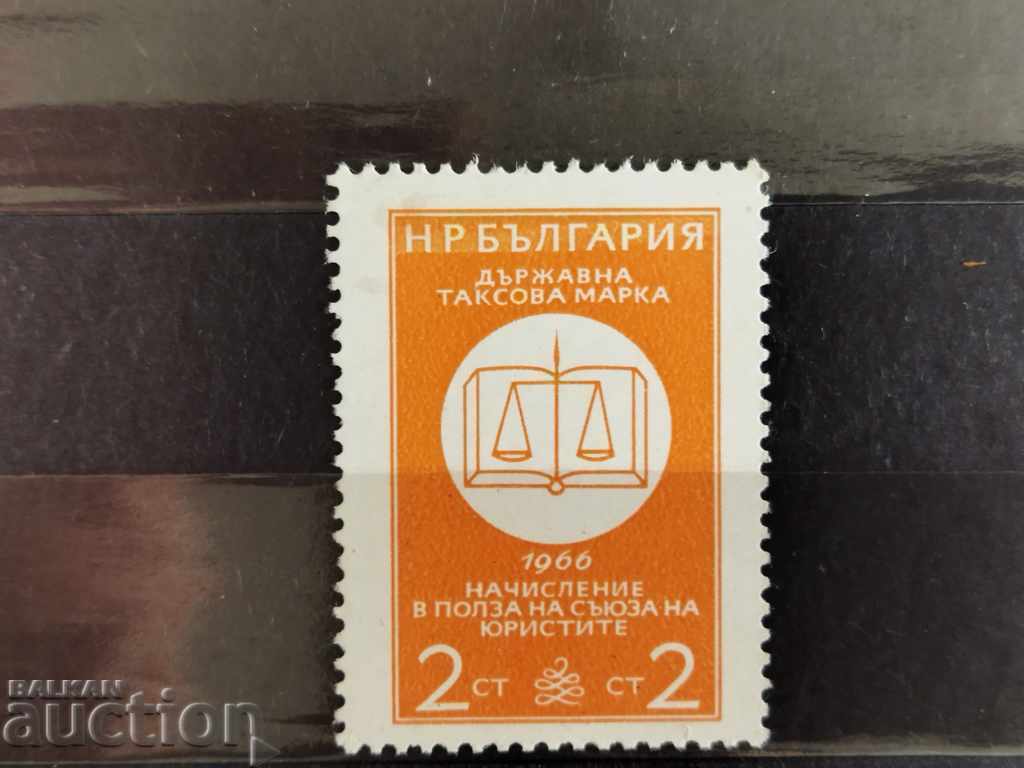 НР БЪЛГАРИЯ
ДЪРЖАВНА
ТАКСОВА МАРКА
1966
НАЧИСЛЕНИЕ
В ПОЛЗА НА СЪЮЗА НА
ЮРИСТИТЕ
2 СТ СТ 2
BALKAN
auction